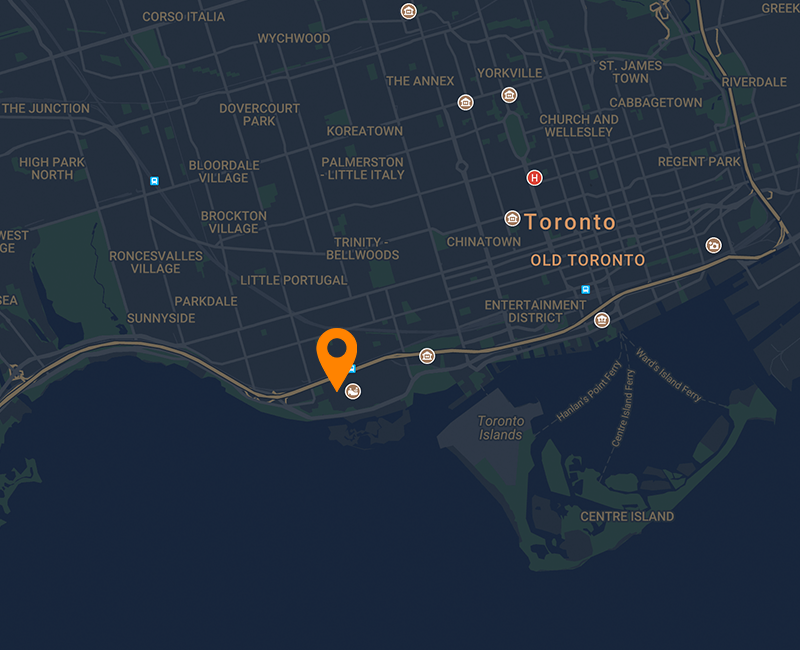 CORSO ITALIA
GREEK
WYCHWOOD
THE ANNEX
YORKVILLE
ST. JAMES
TOWN
RIVERDALE
THE JUNCTION
DOVERCOURT
PARK
CABBAGETOWN
KOREATOWN
CHURCH AND
WELLESLEY
HIGH PARK
NORTH
BLOORDALE
VILLAGE
PALMERSTON
- LITTLE ITALY
REGENT PARK
H
BROCKTON
VILLAGE
Toronto
WEST
GE
TRINITY -
BELLWOODS
CHINATOWN
OLD TORONTO
RONCESVALLES
VILLAGE
LITTLE PORTUGAL
SEA
PARKDALE
SUNNYSIDE
ENTERTAINMENT
DISTRICT
Hanlan's Point Ferry
Centre Island Ferry
Ward's Island Ferry
Toronto
Islands
CENTRE ISLAND